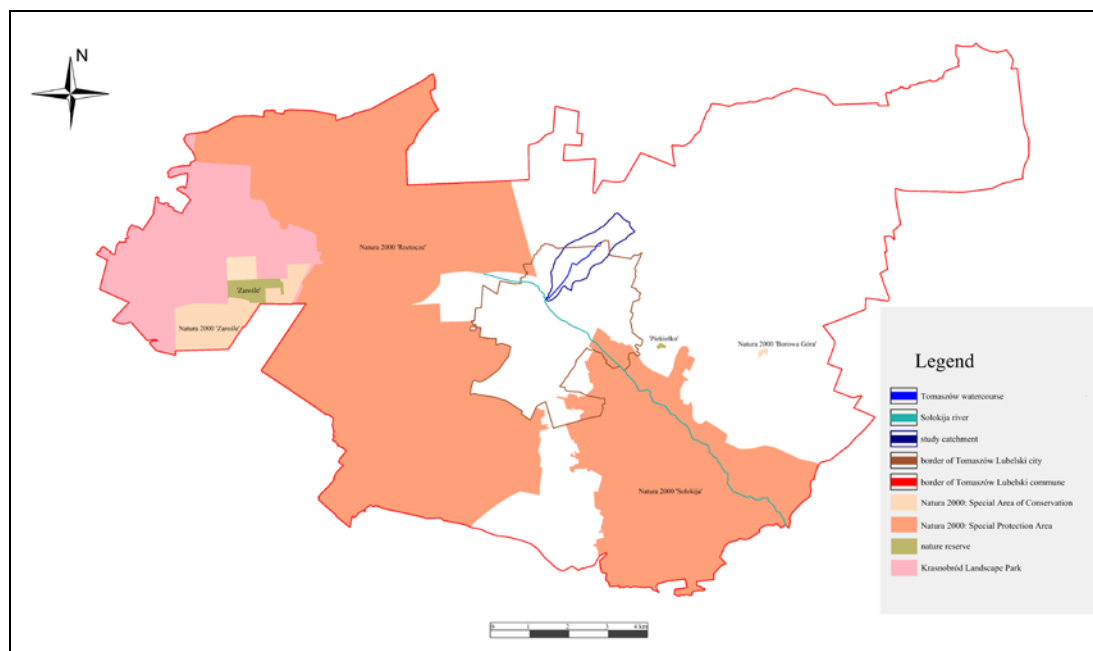 N
Natura 2000 'Roztocze'
'Zarośle'
Natura 2000 'Zarośle'
'Piekiełko'
Natura 2000 'Borowa Góra'
Natura 2000 'Sołokija'
Legend
Tomaszów watercourse
Sołokija river
study catchment
border of Tomaszów Lubelski city
border of Tomaszów Lubelski commune
Natura 2000: Special Area of Conservation
Natura 2000: Special Protection Area
nature reserve
Krasnobród Landscape Park
0 1 2 3 4 km